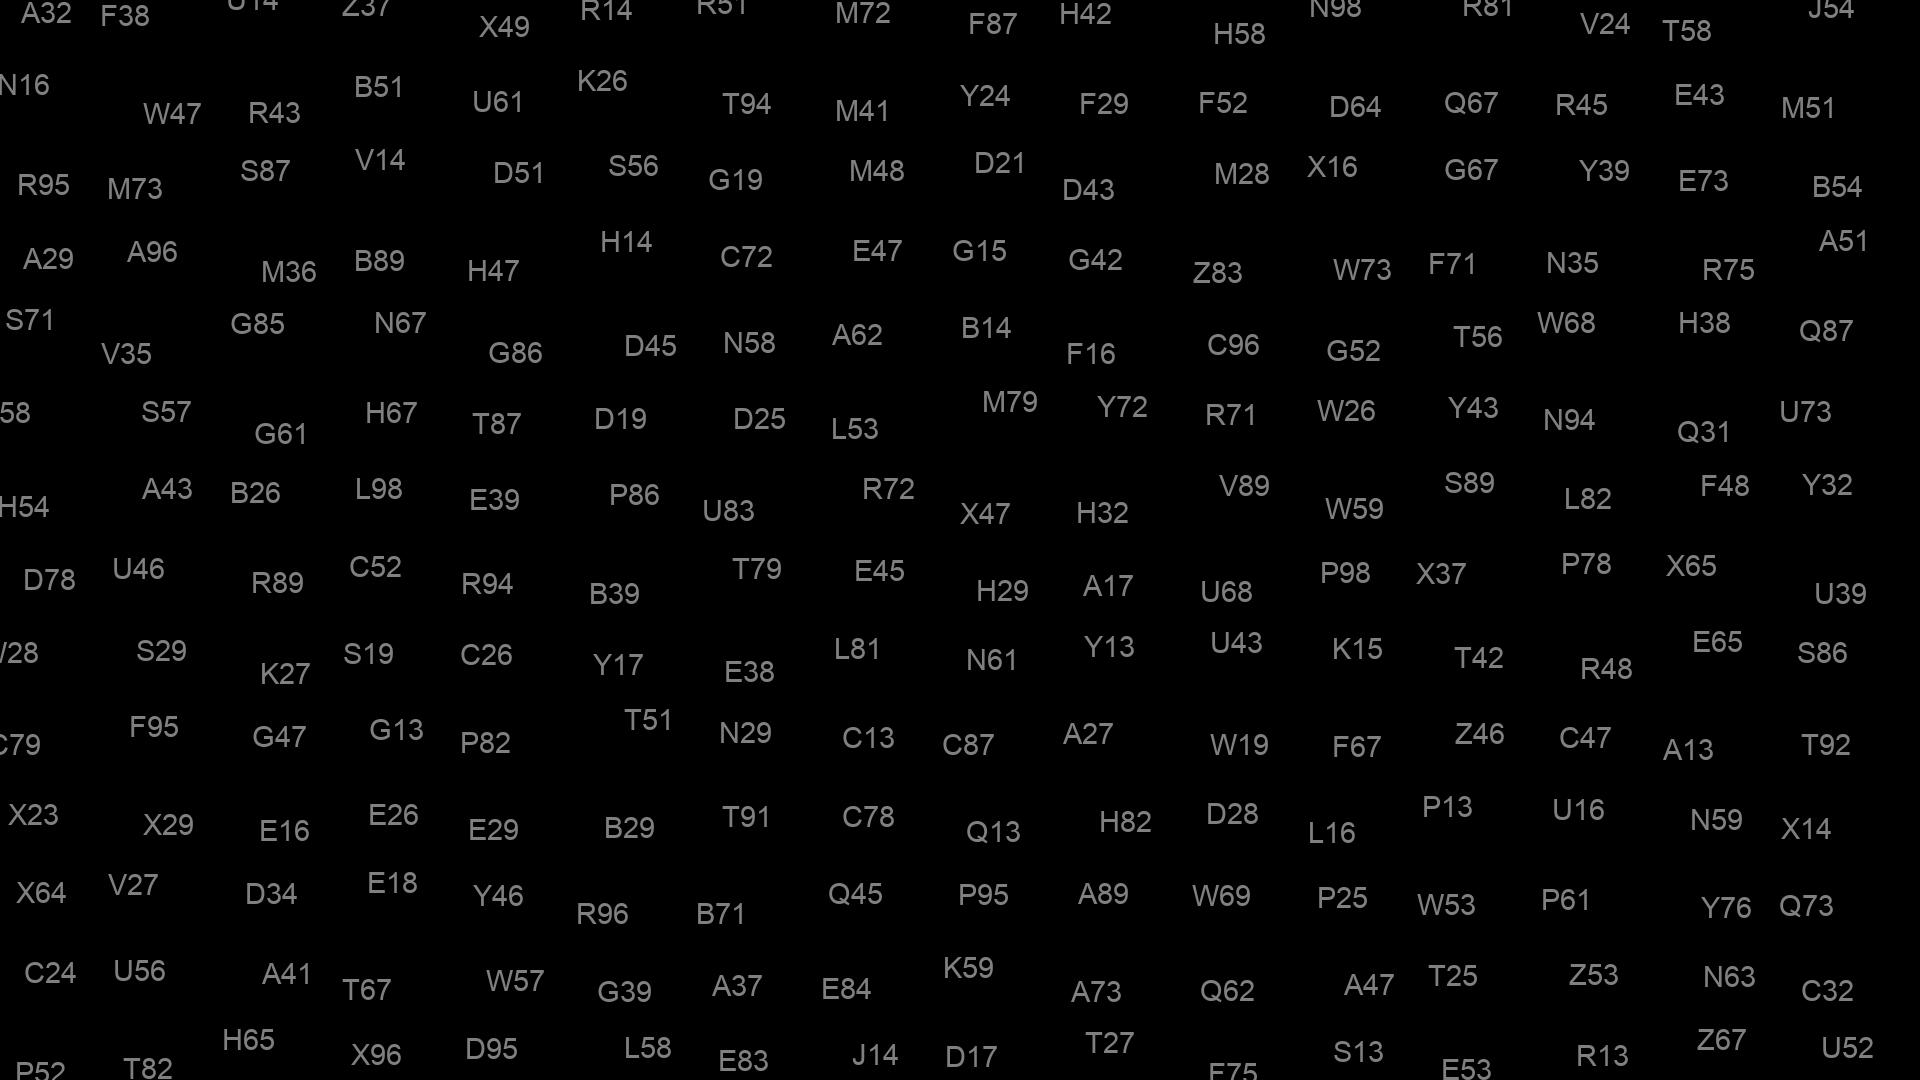 A32 F38 U14 Z37 X49 R14 R51 M72 F87 H42 H58 N98 R81 V24 T58 J54
N16 W47 R43 B51 U61 K26 T94 M41 Y24 F29 F52 D64 Q67 R45 E43 M51
R95 M73 S87 V14 D51 S56 G19 M48 D21 D43 M28 X16 G67 Y39 E73 B54
A29 A96 M36 B89 H47 H14 C72 E47 G15 G42 Z83 W73 F71 N35 R75 A51
S71 V35 G85 N67 G86 D45 N58 A62 B14 F16 C96 G52 T56 W68 H38 Q87
58 S57 G61 H67 T87 D19 D25 L53 M79 Y72 R71 W26 Y43 N94 Q31 U73
H54 A43 B26 L98 E39 P86 U83 R72 X47 H32 V89 W59 S89 L82 F48 Y32
D78 U46 R89 C52 R94 B39 T79 E45 H29 A17 U68 P98 X37 P78 X65 U39
28 S29 K27 S19 C26 Y17 E38 L81 N61 Y13 U43 K15 T42 R48 E65 S86
C79 F95 G47 G13 P82 T51 N29 C13 C87 A27 W19 F67 Z46 C47 A13 T92
X23 X29 E16 E26 E29 B29 T91 C78 Q13 H82 D28 L16 P13 U16 N59 X14
X64 V27 D34 E18 Y46 R96 B71 Q45 P95 A89 W69 P25 W53 P61 Y76 Q73
C24 U56 A41 T67 W57 G39 A37 E84 K59 A73 Q62 A47 T25 Z53 N63 C32
P52 T82 H65 X96 D95 L58 E83 J14 D17 T27 F75 S13 E53 R13 Z67 U52